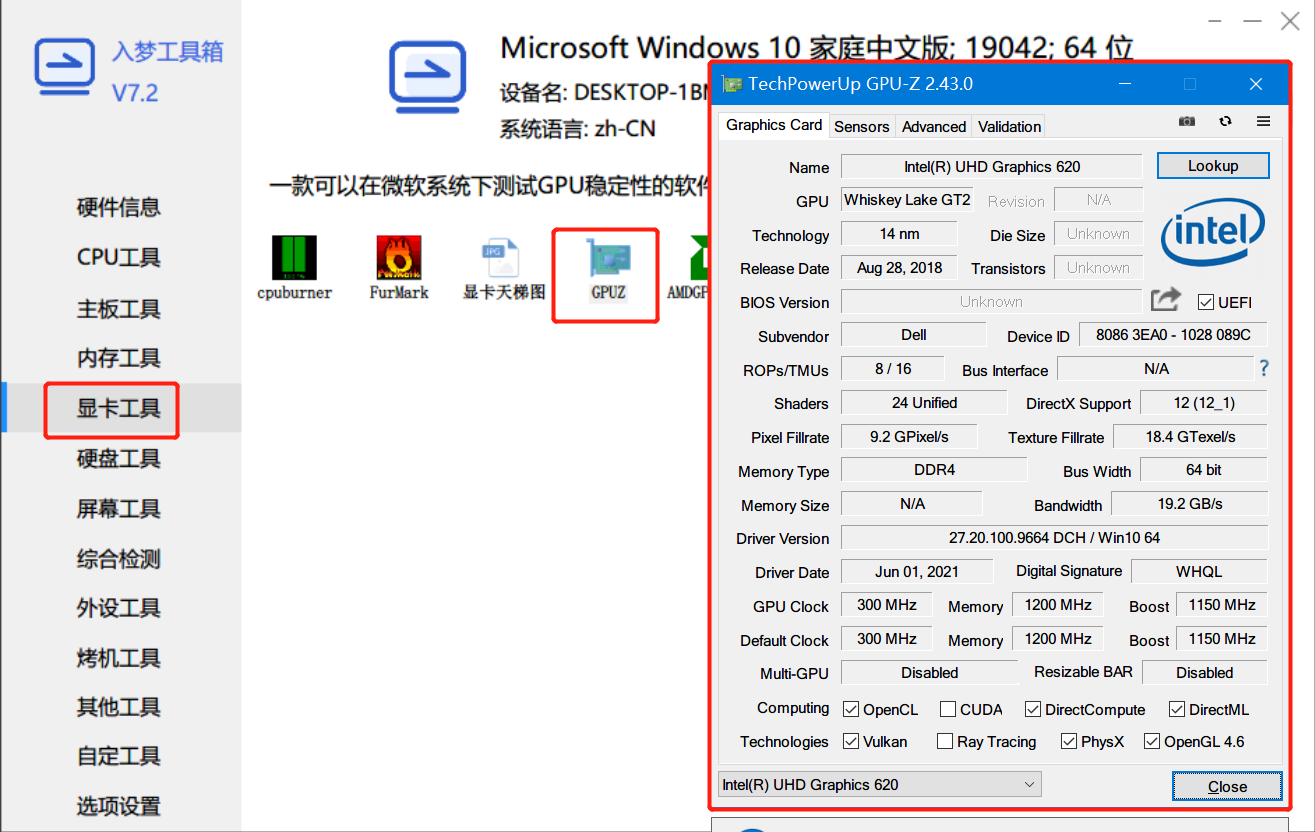 入梦工具箱
V7.2
Microsoft Windows 10 家庭中文版; 19042; 64 位
设备名: DESKTOP-1B
系统语言: zh-CN
一款可以在微软系统下测试GPU稳定性的软
硬件信息
CPU工具
主板工具
内存工具
显卡工具
硬盘工具
屏幕工具
综合检测
外设工具
烤机工具
其他工具
自定工具
选项设置
cpuburner
FurMark
显卡天梯图
GPUZ
AMDGP
TechPowerUp GPU-Z 2.43.0
Graphics Card Sensors Advanced Validation
Name Intel(R) UHD Graphics 620 Lookup
GPU Whiskey Lake GT2 Revision N/A
intel
Technology 14 nm Die Size Unknown
Release Date Aug 28, 2018 Transistors Unknown
BIOS Version Unknown UEFI
Subvendor Dell Device ID 8086 3EA0 - 1028 089C
ROPs/TMUs 8 / 16 Bus Interface N/A ?
Shaders 24 Unified DirectX Support 12 (12_1)
Pixel Fillrate 9.2 GPixel/s Texture Fillrate 18.4 GTexel/s
Memory Type DDR4 Bus Width 64 bit
Memory Size N/A Bandwidth 19.2 GB/s
Driver Version 27.20.100.9664 DCH / Win10 64
Driver Date Jun 01, 2021 Digital Signature WHQL
GPU Clock 300 MHz Memory 1200 MHz Boost 1150 MHz
Default Clock 300 MHz Memory 1200 MHz Boost 1150 MHz
Multi-GPU Disabled Resizable BAR Disabled
Computing OpenCL CUDA DirectCompute DirectML
Technologies Vulkan Ray Tracing PhysX OpenGL 4.6
Intel(R) UHD Graphics 620 Close